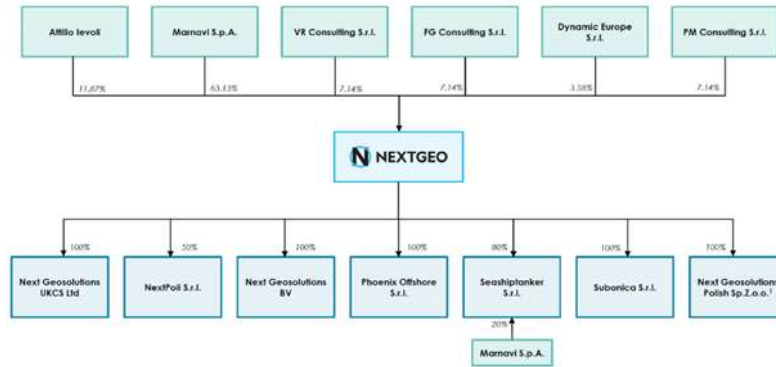 Attilio Ievoli
Marnavi S.p.A.
VR Consulting S.r.l.
FG Consulting S.r.l.
Dynamic Europe
S.r.l.
PM Consulting S.r.l.
11.87%
63.13%
7.14%
7.14%
3.58%
7.14%
NEXTGEO
100%
50%
100%
100%
80%
100%
100%
Next Geosolutions
UKCS Ltd
NextPoli S.r.l.
Next Geosolutions
BV
Phoenix Offshore
S.r.l.
Seashiptanker
S.r.l.
Subonica S.r.l.
Next Geosolutions
Polish Sp.Z.o.o.¹
20%
Marnavi S.p.A.